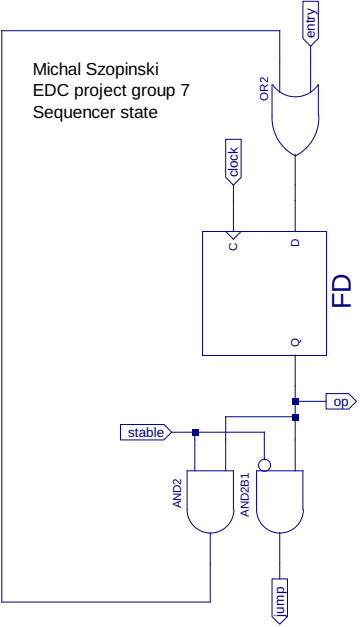 entry
Michal Szopinski
EDC project group 7
Sequencer state
OR2
clock
C
D
FD
Q
op
stable
AND2
AND2B1
jump